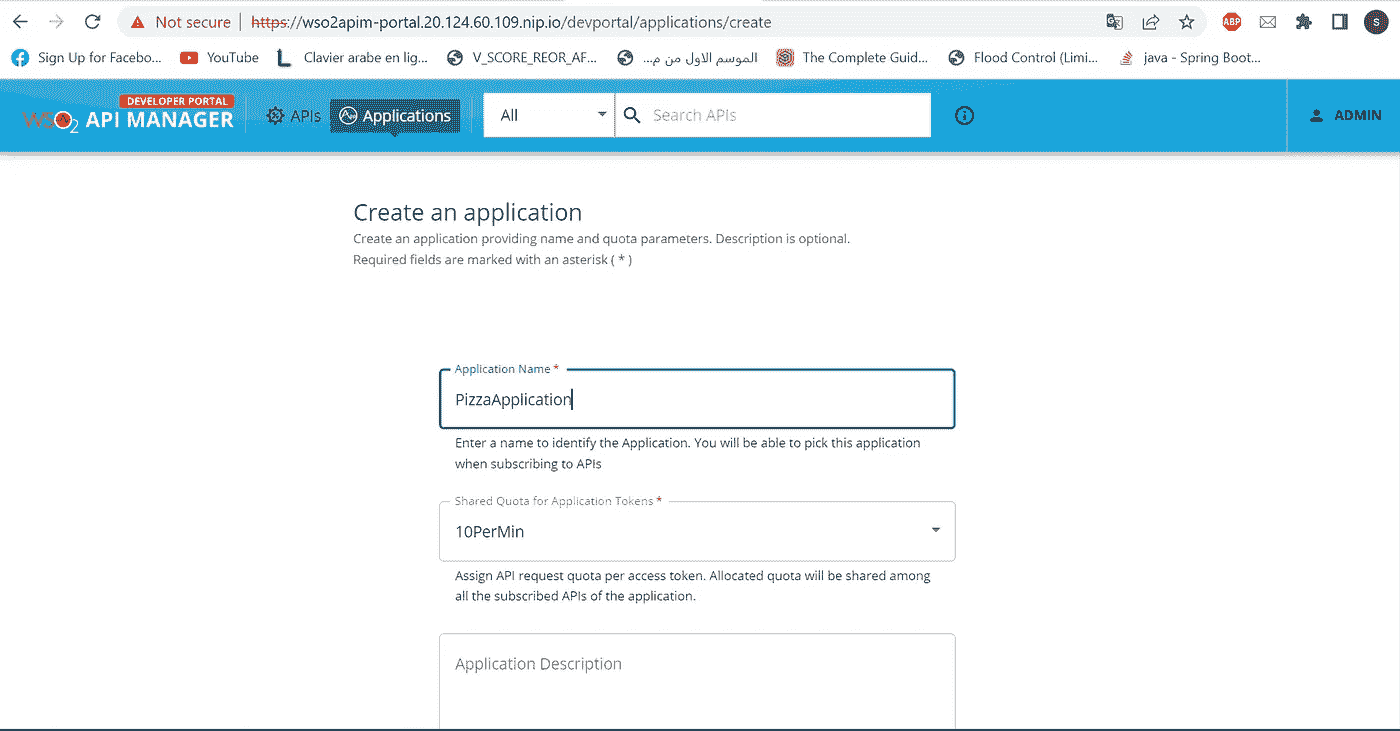 Not secure | https://wso2apim-portal.20.124.60.109.nip.io/devportal/applications/create
ABP
S
Sign Up for Facebo... YouTube Clavier arabe en lig... V_SCORE_REOR_AF... الموسم الاول من م... The Complete Guid... Flood Control (Limi... java - Spring Boot...
DEVELOPER PORTAL
WSO2 API MANAGER
APIs Applications All Search APIs ADMIN
Create an application
Create an application providing name and quota parameters. Description is optional.
Required fields are marked with an asterisk ( * )
Application Name *
PizzaApplication
Enter a name to identify the Application. You will be able to pick this application
when subscribing to APIs
Shared Quota for Application Tokens *
10PerMin
Assign API request quota per access token. Allocated quota will be shared among
all the subscribed APIs of the application.
Application Description